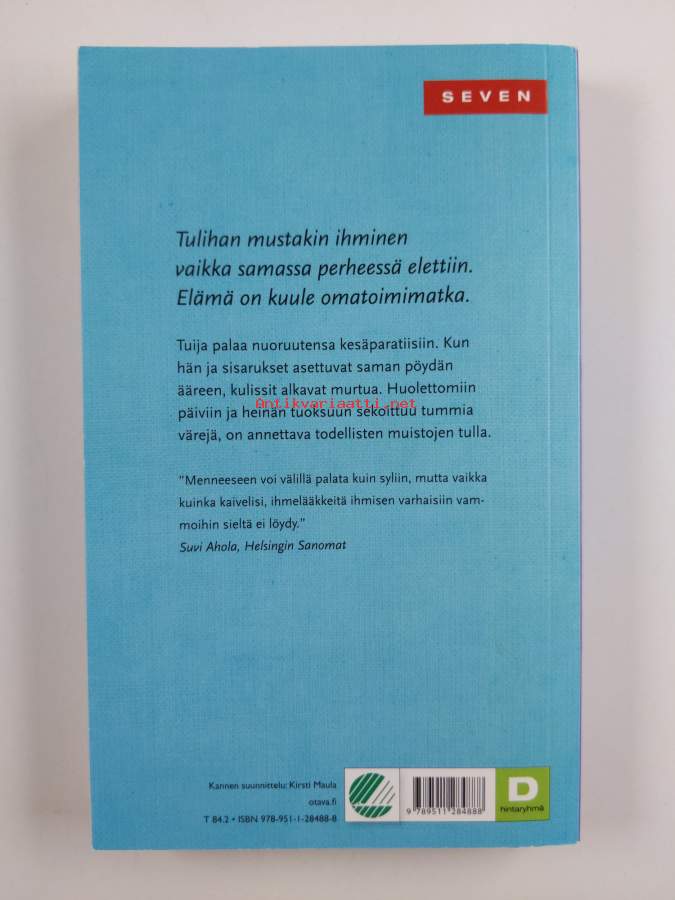 SEVEN
Tulihan mustakin ihminen
vaikka samassa perheessä elettiin.
Elämä on kuule omatoimimatka.
Tuija palaa nuoruutensa kesäparatiisiin. Kun
hän ja sisarukset asettuvat saman pöydän
ääreen, kulissit alkavat murtua. Huolettomiin
Antikvariaatti.net
päiviin ja heinän tuoksuun sekoittuu tummia
värejä, on annettava todellisten muistojen tulla.
"Menneeseen voi välillä palata kuin syliin, mutta vaikka
kuinka kaivelisi, ihmelääkkeitä ihmisen varhaisiin vam-
moihin sieltä ei löydy."
Suvi Ahola, Helsingin Sanomat
Kannen suunnittelu: Kirsti Maula
otava.fi
T 84.2 • ISBN 978-951-1-28488-8
9 789511 284888
D
hintaryhmä